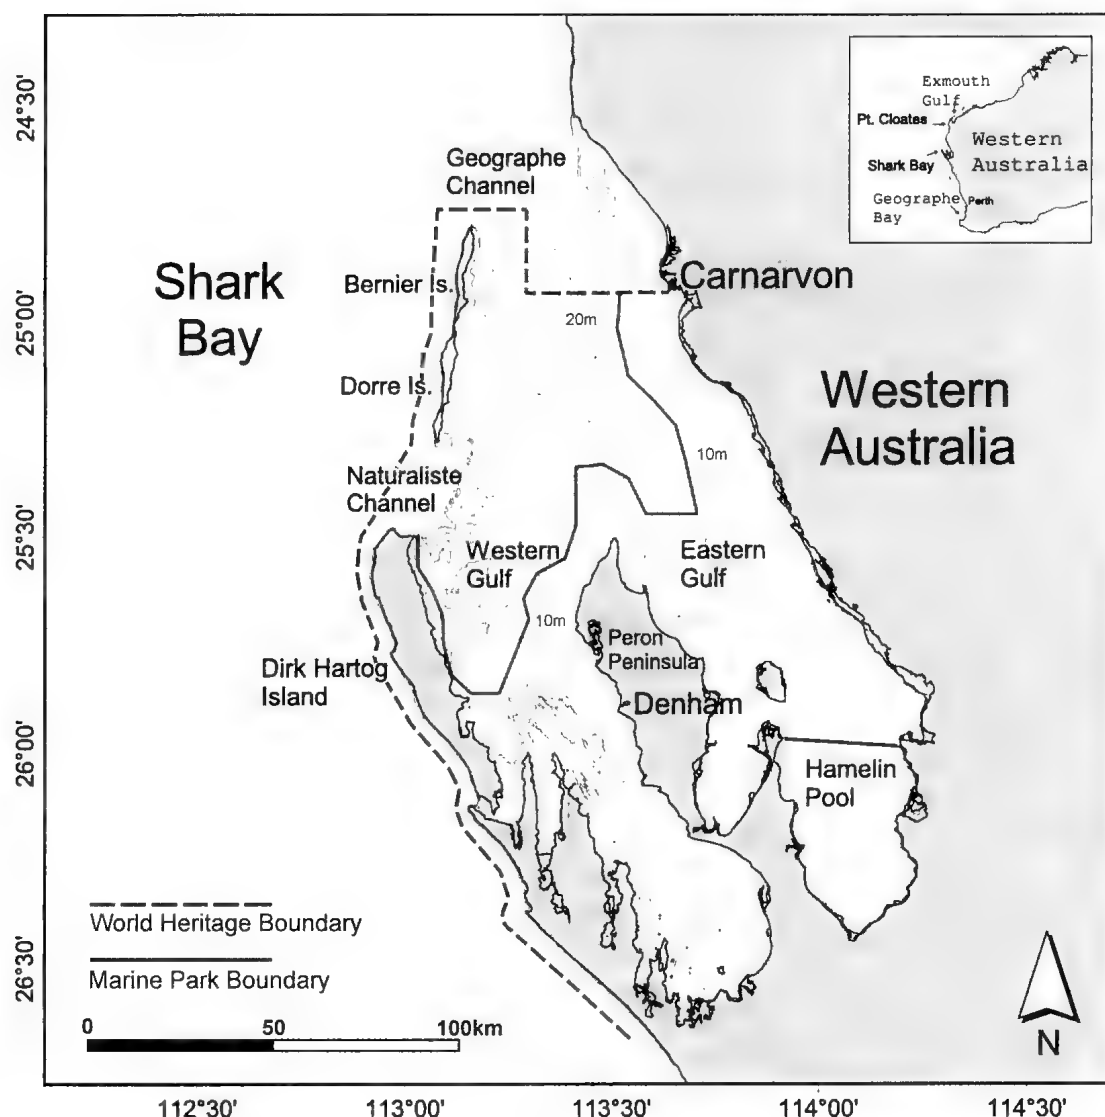 24°30'
25°00'
25°30'
26°00'
26°30'
Exmouth
Gulf
Pt. Cloates
Western
Australia
Shark Bay
Geographe
Bay
Perth
Geographe
Channel
Shark
Bay
Bernier Is.
Carnarvon
20m
Dorre Is.
Western
Australia
10m
Naturaliste
Channel
Western
Gulf
Eastern
Gulf
10m
Peron
Peninsula
Dirk Hartog
Island
Denham
Hamelin
Pool
World Heritage Boundary
Marine Park Boundary
0 50 100km
N
112°30' 113°00' 113°30' 114°00' 114°30'